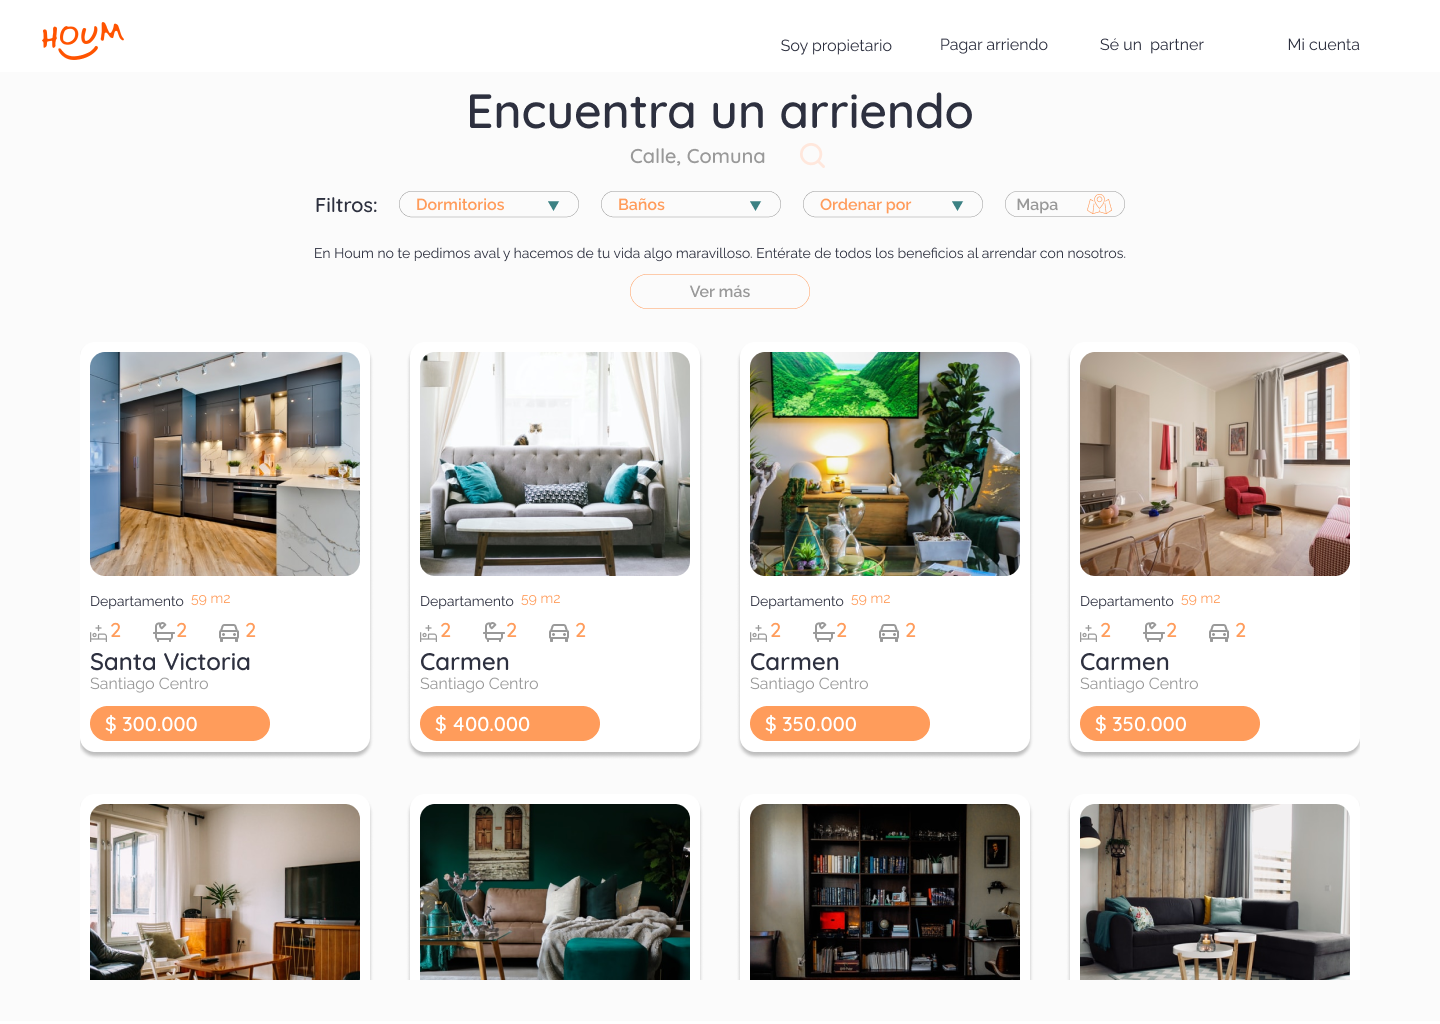 HOUM
Soy propietario Pagar arriendo Sé un partner Mi cuenta
Encuentra un arriendo
Calle, Comuna
Filtros: Dormitorios Baños Ordenar por Mapa
En Houm no te pedimos aval y hacemos de tu vida algo maravilloso. Entérate de todos los beneficios al arrendar con nosotros.
Ver más
Departamento 59 m2
2 2 2
Santa Victoria
Santiago Centro
$ 300.000
Departamento 59 m2
2 2 2
Carmen
Santiago Centro
$ 400.000
Departamento 59 m2
2 2 2
Carmen
Santiago Centro
$ 350.000
Departamento 59 m2
2 2 2
Carmen
Santiago Centro
$ 350.000